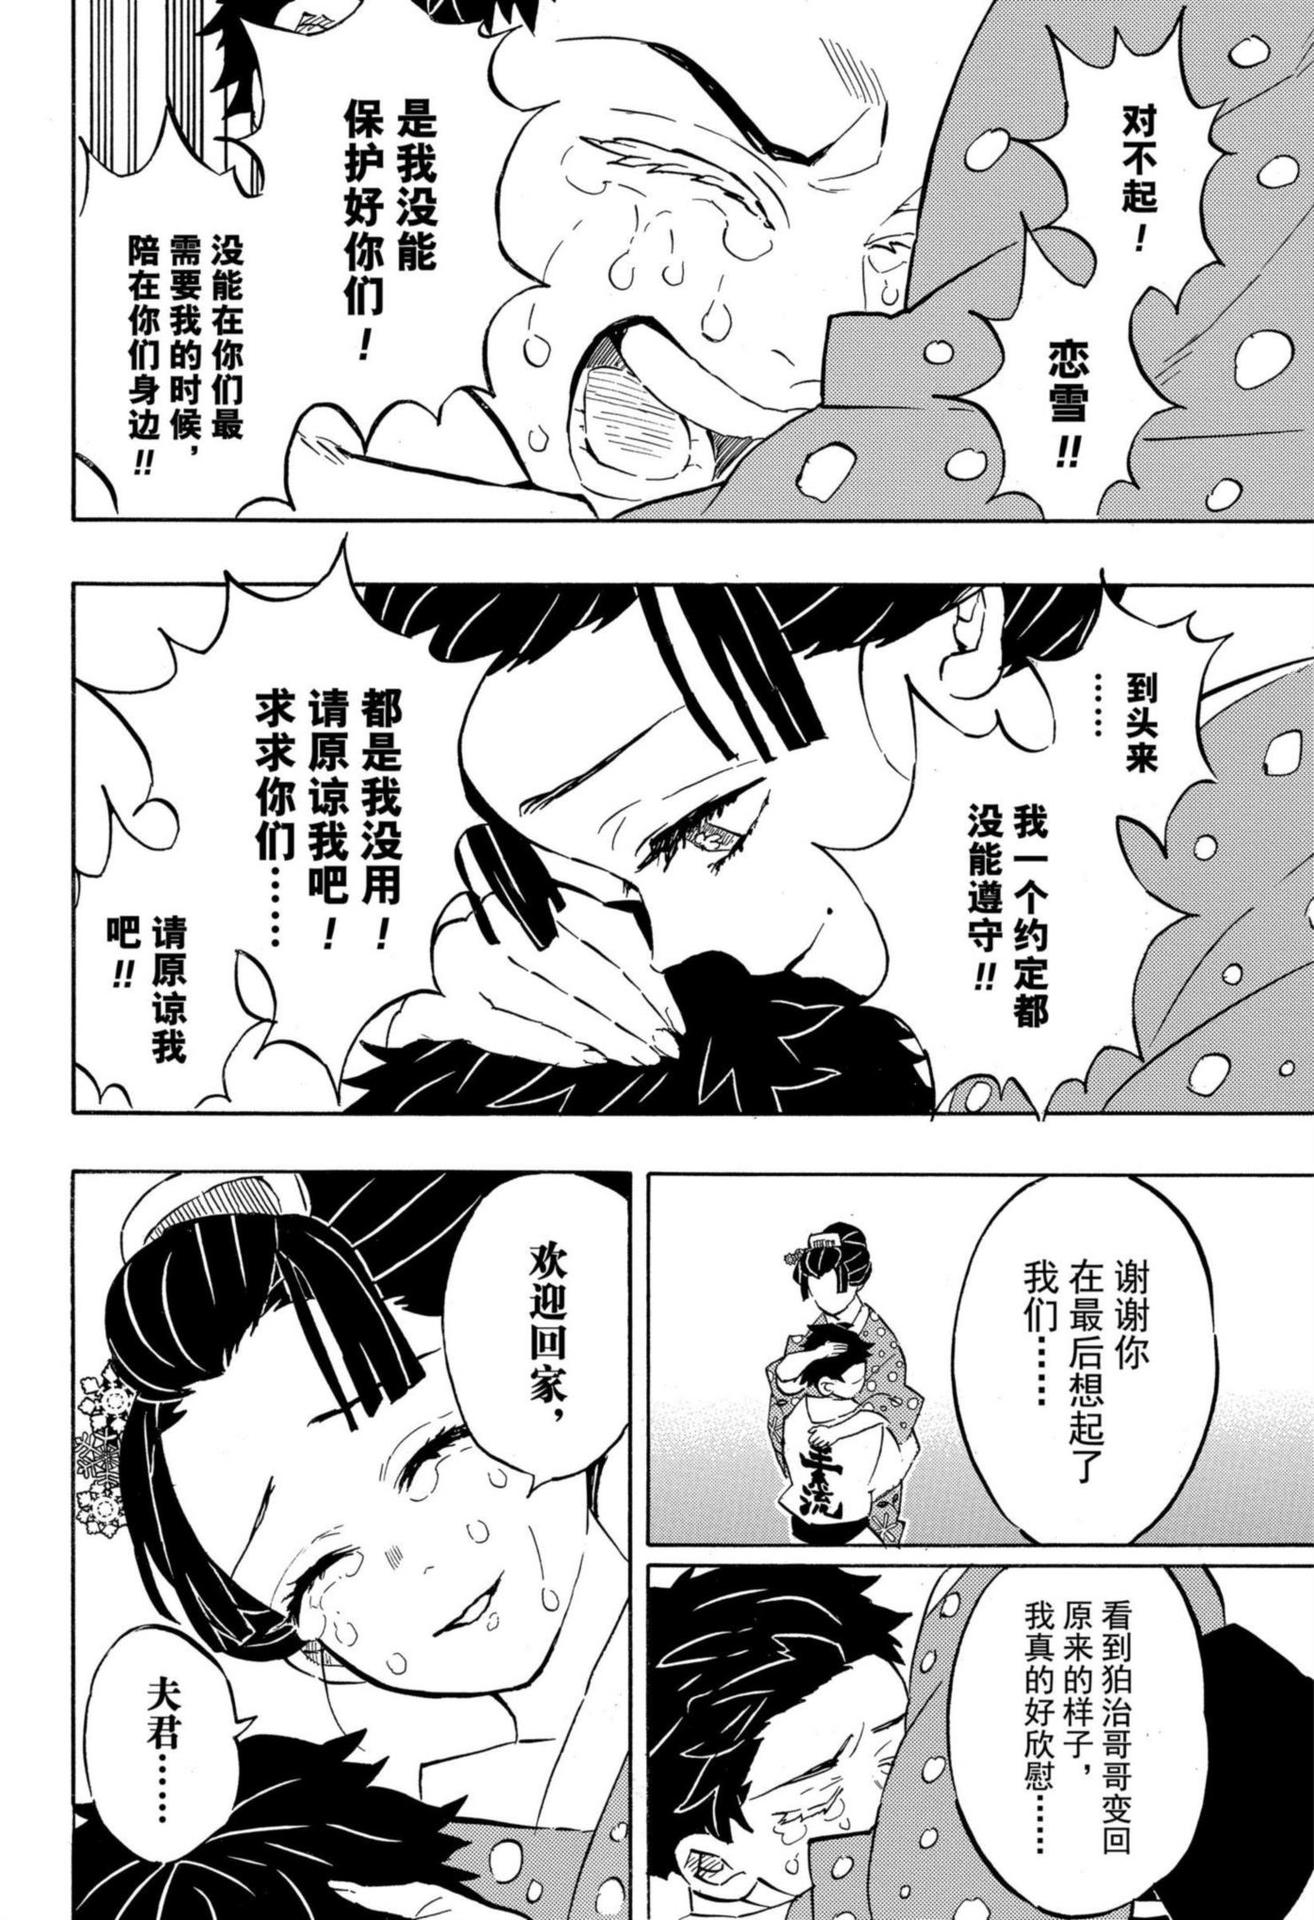 对不起！
恋雪!!
是我没能
保护好你们！
没能在你们最
需要我的时候，
陪在你们身边!!
到头来
……
我一个约定都
没能遵守!!
都是我没用！
请原谅我吧！
求求你们……
请原谅我
吧!!
谢谢你
在最后想起了
我们……
素流
看到狛治哥哥变回
原来的样子，
我真的好欣慰……
欢迎回家，
夫君……